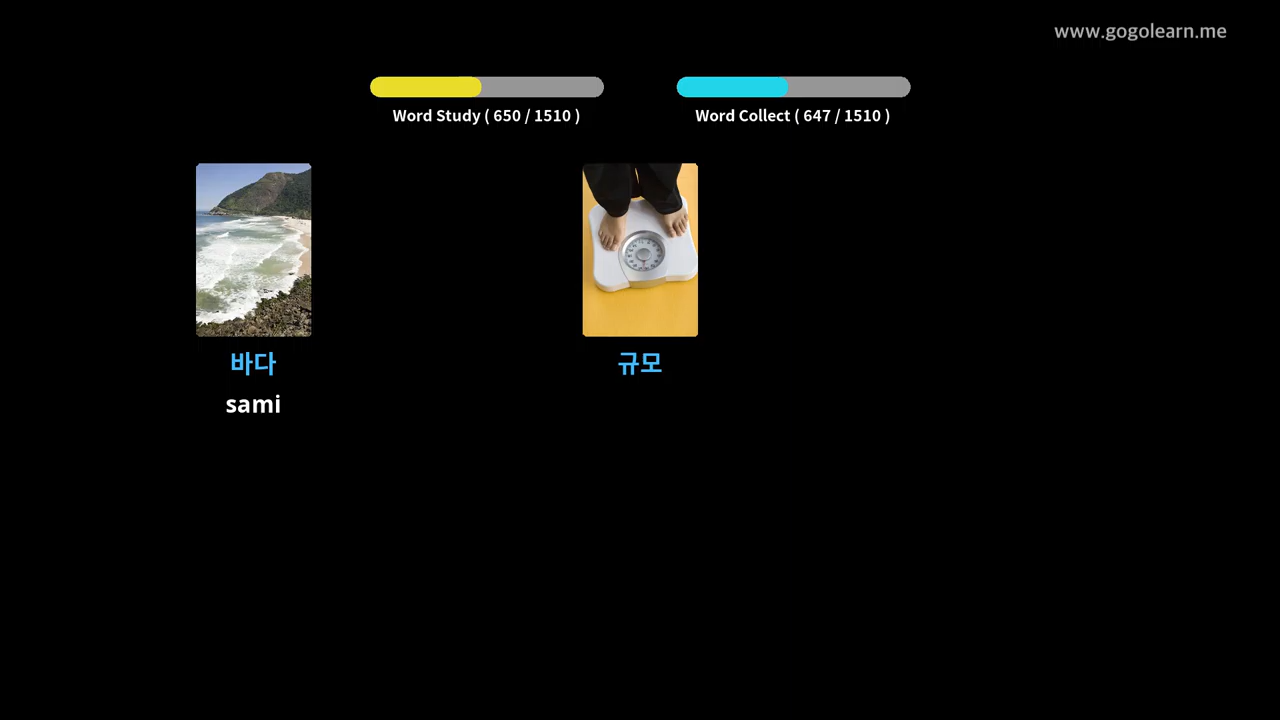 www.gogolearn.me
Word Study ( 650 / 1510 )
Word Collect ( 647 / 1510 )
바다
규모
sami